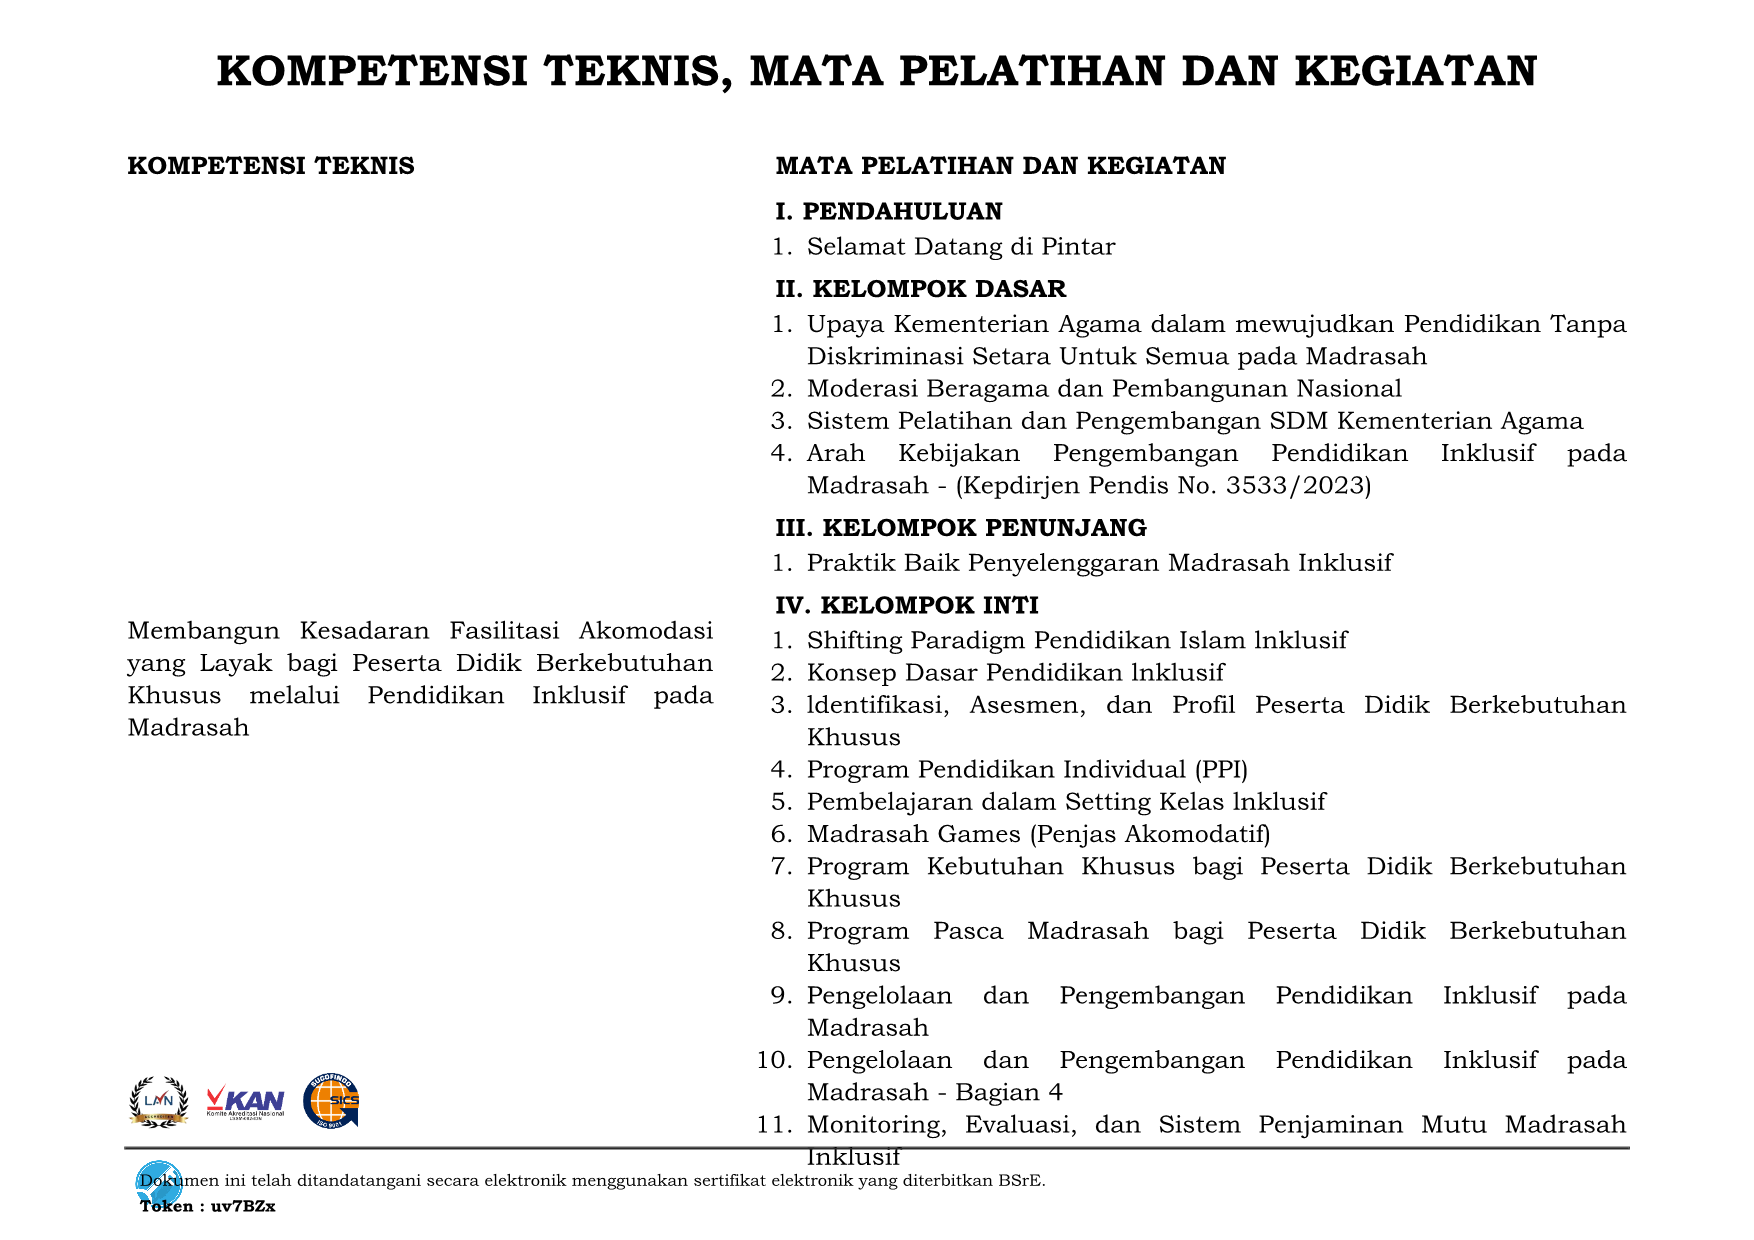 KOMPETENSI TEKNIS, MATA PELATIHAN DAN KEGIATAN
KOMPETENSI TEKNIS
Membangun Kesadaran Fasilitasi Akomodasi
yang Layak bagi Peserta Didik Berkebutuhan
Khusus melalui Pendidikan Inklusif pada
Madrasah
MATA PELATIHAN DAN KEGIATAN
I. PENDAHULUAN
1. Selamat Datang di Pintar
II. KELOMPOK DASAR
1. Upaya Kementerian Agama dalam mewujudkan Pendidikan Tanpa
Diskriminasi Setara Untuk Semua pada Madrasah
2. Moderasi Beragama dan Pembangunan Nasional
3. Sistem Pelatihan dan Pengembangan SDM Kementerian Agama
4. Arah Kebijakan Pengembangan Pendidikan Inklusif pada
Madrasah - (Kepdirjen Pendis No. 3533/2023)
III. KELOMPOK PENUNJANG
1. Praktik Baik Penyelenggaran Madrasah Inklusif
IV. KELOMPOK INTI
1. Shifting Paradigm Pendidikan Islam lnklusif
2. Konsep Dasar Pendidikan lnklusif
3. ldentifikasi, Asesmen, dan Profil Peserta Didik Berkebutuhan
Khusus
4. Program Pendidikan Individual (PPI)
5. Pembelajaran dalam Setting Kelas lnklusif
6. Madrasah Games (Penjas Akomodatif)
7. Program Kebutuhan Khusus bagi Peserta Didik Berkebutuhan
Khusus
8. Program Pasca Madrasah bagi Peserta Didik Berkebutuhan
Khusus
9. Pengelolaan dan Pengembangan Pendidikan Inklusif pada
Madrasah
10. Pengelolaan dan Pengembangan Pendidikan Inklusif pada
Madrasah - Bagian 4
11. Monitoring, Evaluasi, dan Sistem Penjaminan Mutu Madrasah
Inklusif
LAN
KAN
Komite Akreditasi Nasional
SUCOFINDO
SICS
ISO 9001
Dokumen ini telah ditandatangani secara elektronik menggunakan sertifikat elektronik yang diterbitkan BSrE.
Token : uv7BZx